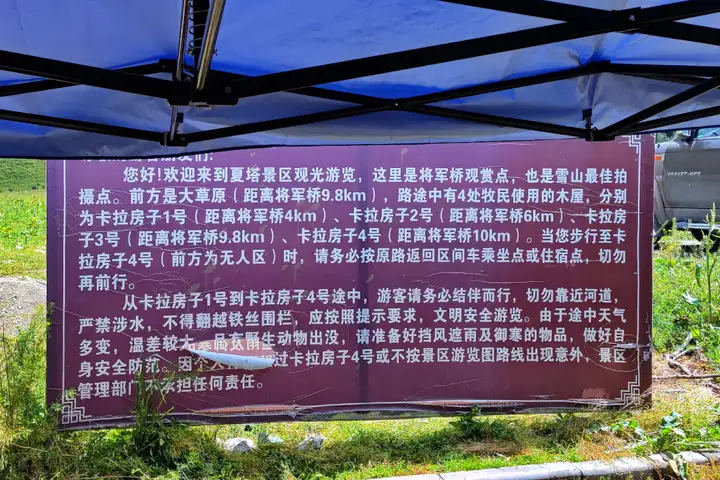 您好！欢迎来到夏塔景区观光游览，这里是将军桥观赏点，也是雪山最佳拍
摄点。前方是大草原（距离将军桥9.8km），路途中有4处牧民使用的木屋，分别
为卡拉房子1号（距离将军桥4km）、卡拉房子2号（距离将军桥6km）、卡拉房
子3号（距离将军桥9.8km）、卡拉房子4号（距离将军桥10km）。当您步行至卡
拉房子4号（前方为无人区）时，请务必按原路返回区间车乘坐点或住宿点，切勿
再前行。
从卡拉房子1号到卡拉房子4号途中，游客请务必结伴而行，切勿靠近河道，
严禁涉水，不得翻越铁丝围栏，应按照提示要求，文明安全游览。由于途中天气
多变，温差较大，野生动物出没，请准备好挡风遮雨及御寒的物品，做好自
身安全防范。因个人过卡拉房子4号或不按景区游览图路线出现意外，景区
管理部门不承担任何责任。